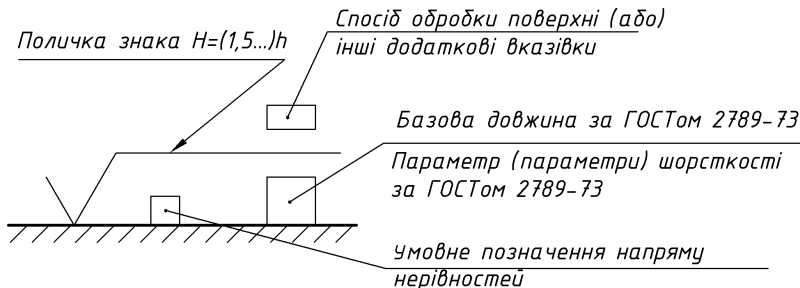 Спосіб обробки поверхні (або)
інші додаткові вказівки
Поличка знака H=(1,5...)h
Базова довжина за ГОСТом 2789-73
Параметр (параметри) шорсткості
за ГОСТом 2789-73
Умовне позначення напряму
нерівностей